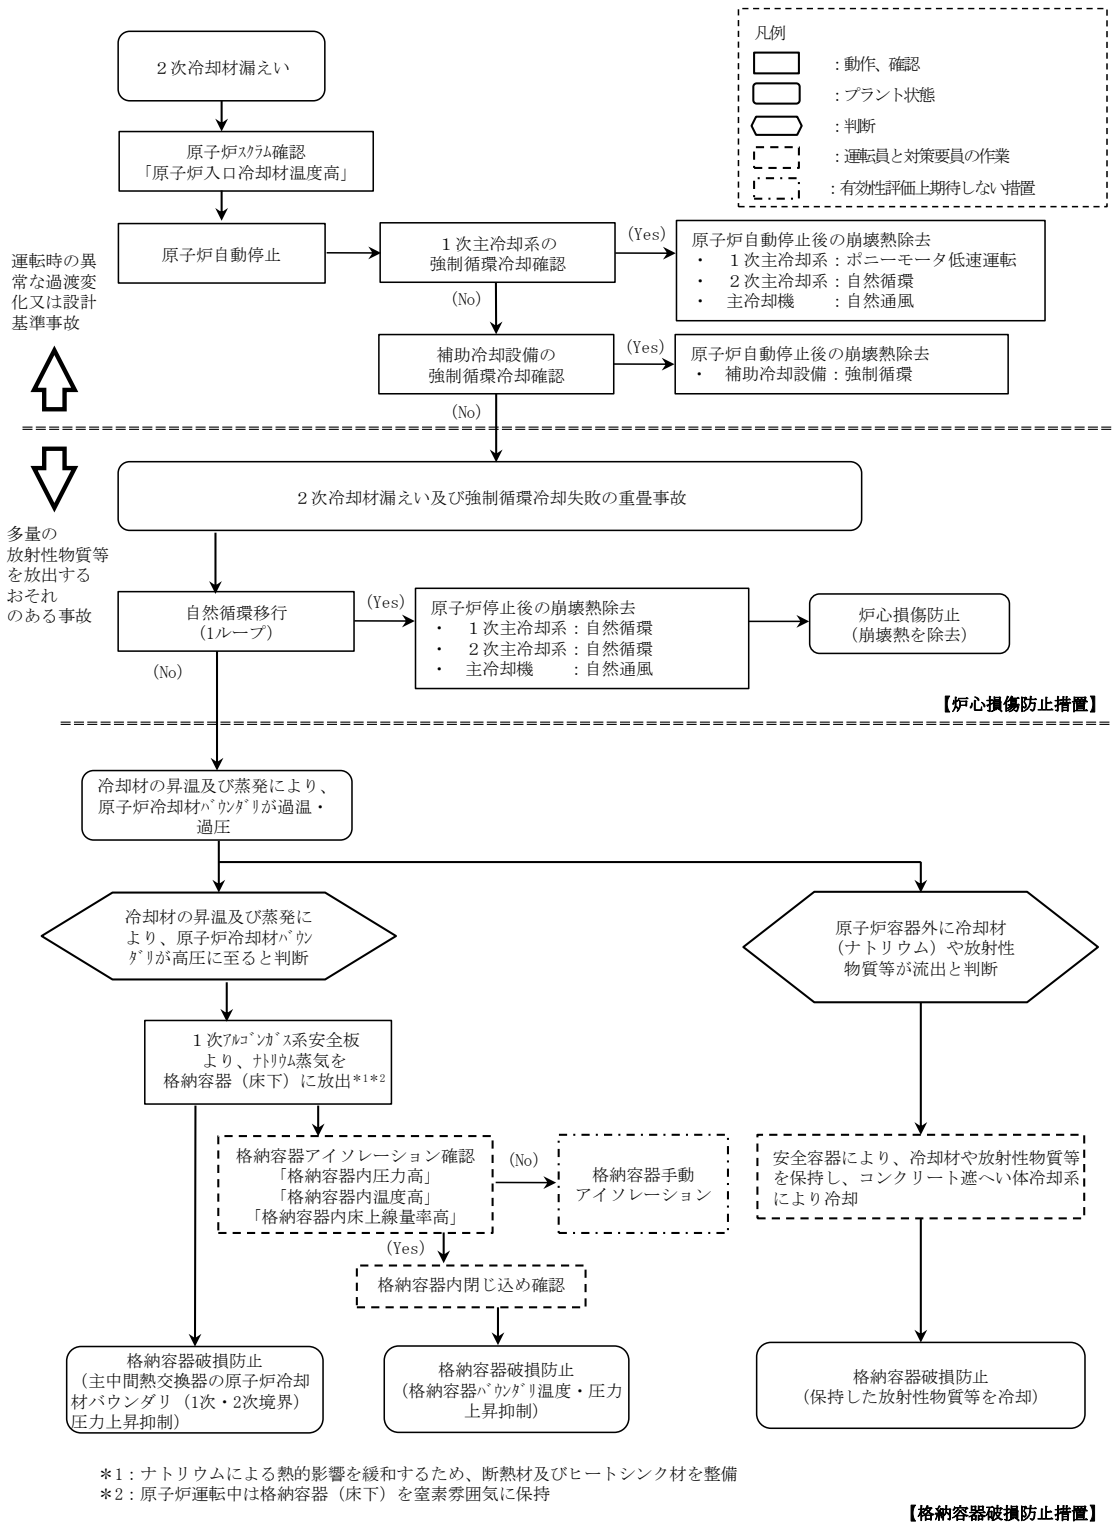 凡例
：動作、確認
：プラント状態
：判断
：運転員と対策要員の作業
：有効性評価上期待しない措置
２次冷却材漏えい
原子炉ｽｸﾗﾑ確認
「原子炉入口冷却材温度高」
原子炉自動停止
１次主冷却系の
強制循環冷却確認
(Yes)
原子炉自動停止後の崩壊熱除去
・　１次主冷却系：ポニーモータ低速運転
・　２次主冷却系：自然循環
・　主冷却機　　：自然通風
(No)
運転時の異
常な過渡変
化又は設計
基準事故
補助冷却設備の
強制循環冷却確認
(Yes)
原子炉自動停止後の崩壊熱除去
・　補助冷却設備：強制循環
(No)
２次冷却材漏えい及び強制循環冷却失敗の重畳事故
多量の
放射性物質等
を放出する
おそれ
のある事故
自然循環移行
(1ループ)
(Yes)
原子炉停止後の崩壊熱除去
・　１次主冷却系：自然循環
・　２次主冷却系：自然循環
・　主冷却機　　：自然通風
炉心損傷防止
(崩壊熱を除去)
(No)
【炉心損傷防止措置】
冷却材の昇温及び蒸発により、
原子炉冷却材ﾊﾞｳﾝﾀﾞﾘが過温・
過圧
冷却材の昇温及び蒸発に
より、原子炉冷却材ﾊﾞｳﾝ
ﾀﾞﾘが高圧に至ると判断
原子炉容器外に冷却材
（ナトリウム）や放射性
物質等が流出と判断
１次ｱﾙｺﾞﾝｶﾞｽ系安全板
より、ﾅﾄﾘｳﾑ蒸気を
格納容器（床下）に放出＊1＊2
格納容器アイソレーション確認
「格納容器内圧力高」
「格納容器内温度高」
「格納容器内床上線量率高」
(No)
格納容器手動
アイソレーション
安全容器により、冷却材や放射性物質等
を保持し、コンクリート遮へい体冷却系
により冷却
(Yes)
格納容器内閉じ込め確認
格納容器破損防止
（主中間熱交換器の原子炉冷却
材バウンダリ（1次・2次境界）
圧力上昇抑制）
格納容器破損防止
（格納容器ﾊﾞｳﾝﾀﾞﾘ温度・圧力
上昇抑制）
格納容器破損防止
(保持した放射性物質等を冷却)
＊1：ナトリウムによる熱的影響を緩和するため、断熱材及びヒートシンク材を整備
＊2：原子炉運転中は格納容器（床下）を窒素雰囲気に保持
【格納容器破損防止措置】